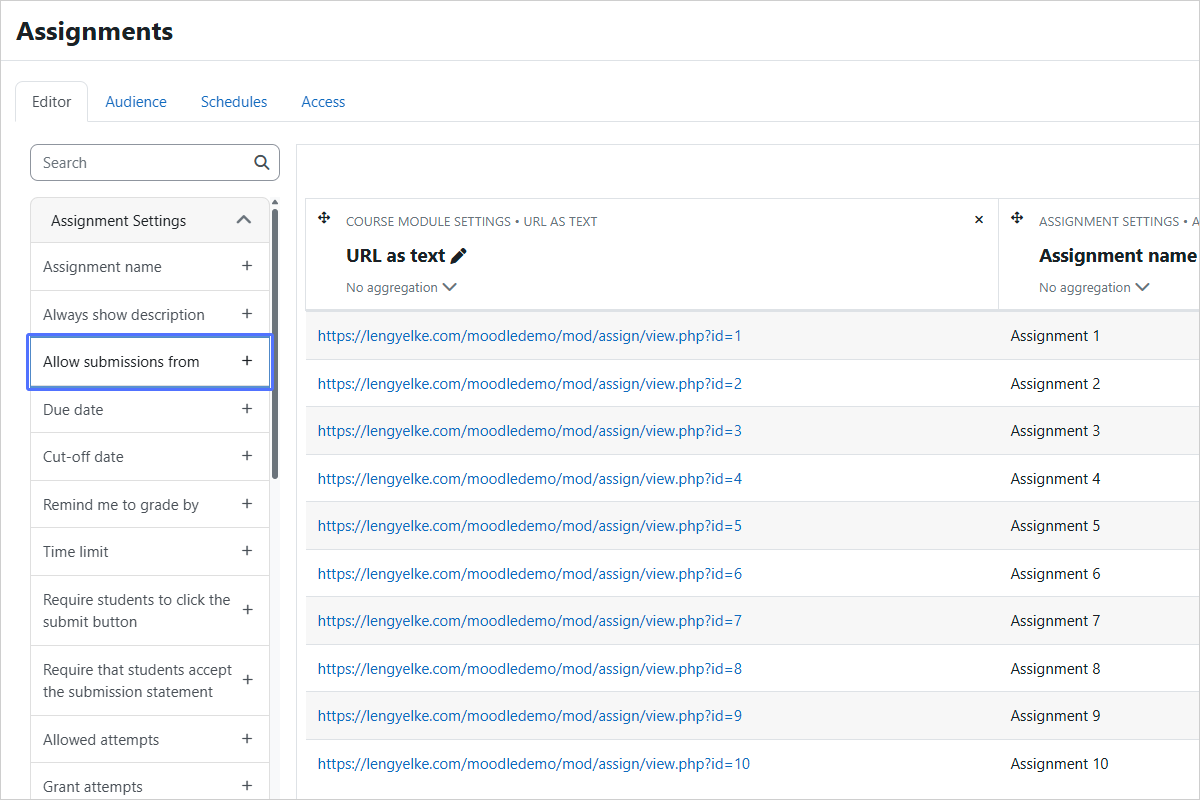 Assignments
Editor
Audience
Schedules
Access
Search
Assignment Settings
Assignment name
Always show description
Allow submissions from
Due date
Cut-off date
Remind me to grade by
Time limit
Require students to click the
submit button
Require that students accept
the submission statement
Allowed attempts
Grant attempts
COURSE MODULE SETTINGS • URL AS TEXT
URL as text
No aggregation
ASSIGNMENT SETTINGS • A
Assignment name
No aggregation
https://lengyelke.com/moodledemo/mod/assign/view.php?id=1 Assignment 1
https://lengyelke.com/moodledemo/mod/assign/view.php?id=2 Assignment 2
https://lengyelke.com/moodledemo/mod/assign/view.php?id=3 Assignment 3
https://lengyelke.com/moodledemo/mod/assign/view.php?id=4 Assignment 4
https://lengyelke.com/moodledemo/mod/assign/view.php?id=5 Assignment 5
https://lengyelke.com/moodledemo/mod/assign/view.php?id=6 Assignment 6
https://lengyelke.com/moodledemo/mod/assign/view.php?id=7 Assignment 7
https://lengyelke.com/moodledemo/mod/assign/view.php?id=8 Assignment 8
https://lengyelke.com/moodledemo/mod/assign/view.php?id=9 Assignment 9
https://lengyelke.com/moodledemo/mod/assign/view.php?id=10 Assignment 10